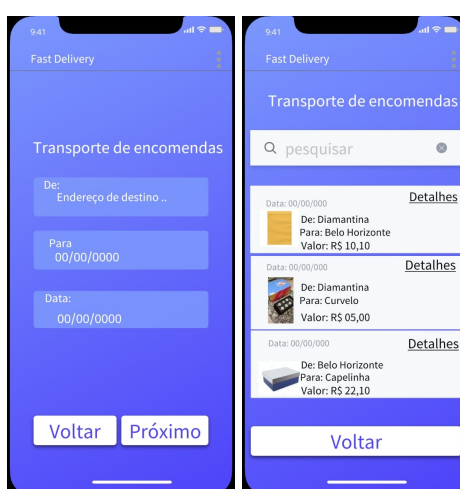 9:41
Fast Delivery
Transporte de encomendas
De:
Endereço de destino ..
Para
00/00/0000
Data:
00/00/0000
Voltar
Próximo
9:41
Fast Delivery
Transporte de encomendas
pesquisar
Data: 00/00/000
Detalhes
De: Diamantina
Para: Belo Horizonte
Valor: R$ 10,10
Data: 00/00/000
Detalhes
De: Diamantina
Para: Curvelo
Valor: R$ 05,00
Data: 00/00/000
Detalhes
De: Belo Horizonte
Para: Capelinha
Valor: R$ 22,10
Voltar